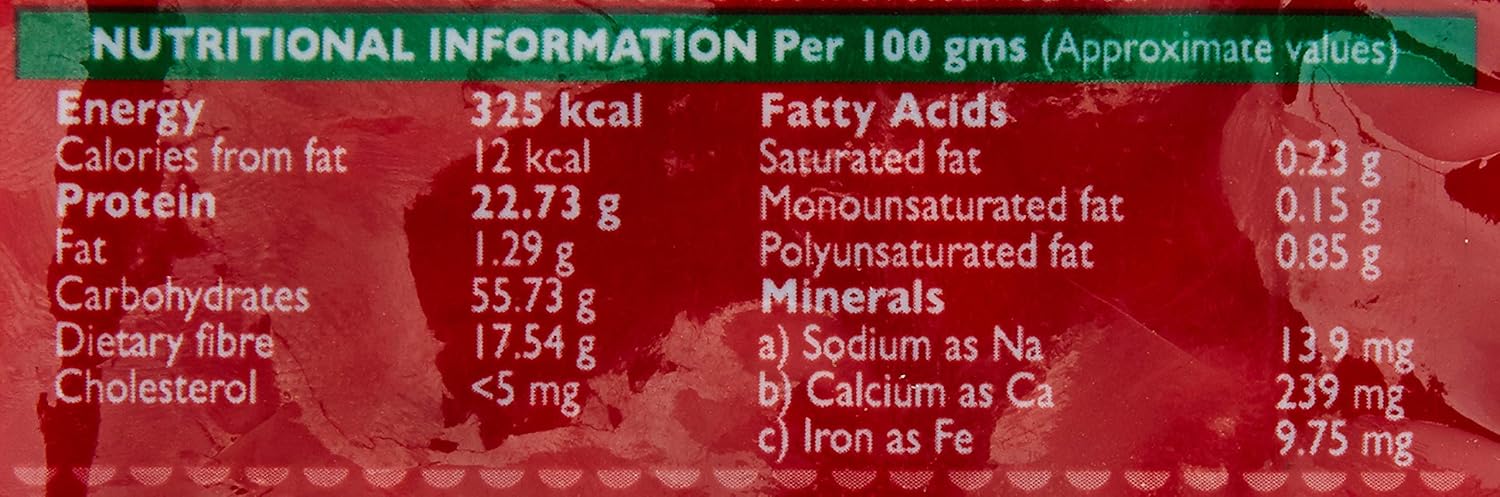 NUTRITIONAL INFORMATION Per 100 gms (Approximate values)
Energy 325 kcal
Calories from fat 12 kcal
Protein 22.73 g
Fat 1.29 g
Carbohydrates 55.73 g
Dietary fibre 17.54 g
Cholesterol <5 mg
Fatty Acids
Saturated fat 0.23 g
Monounsaturated fat 0.15 g
Polyunsaturated fat 0.85 g
Minerals
a) Sodium as Na 13.9 mg
b) Calcium as Ca 239 mg
c) Iron as Fe 9.75 mg